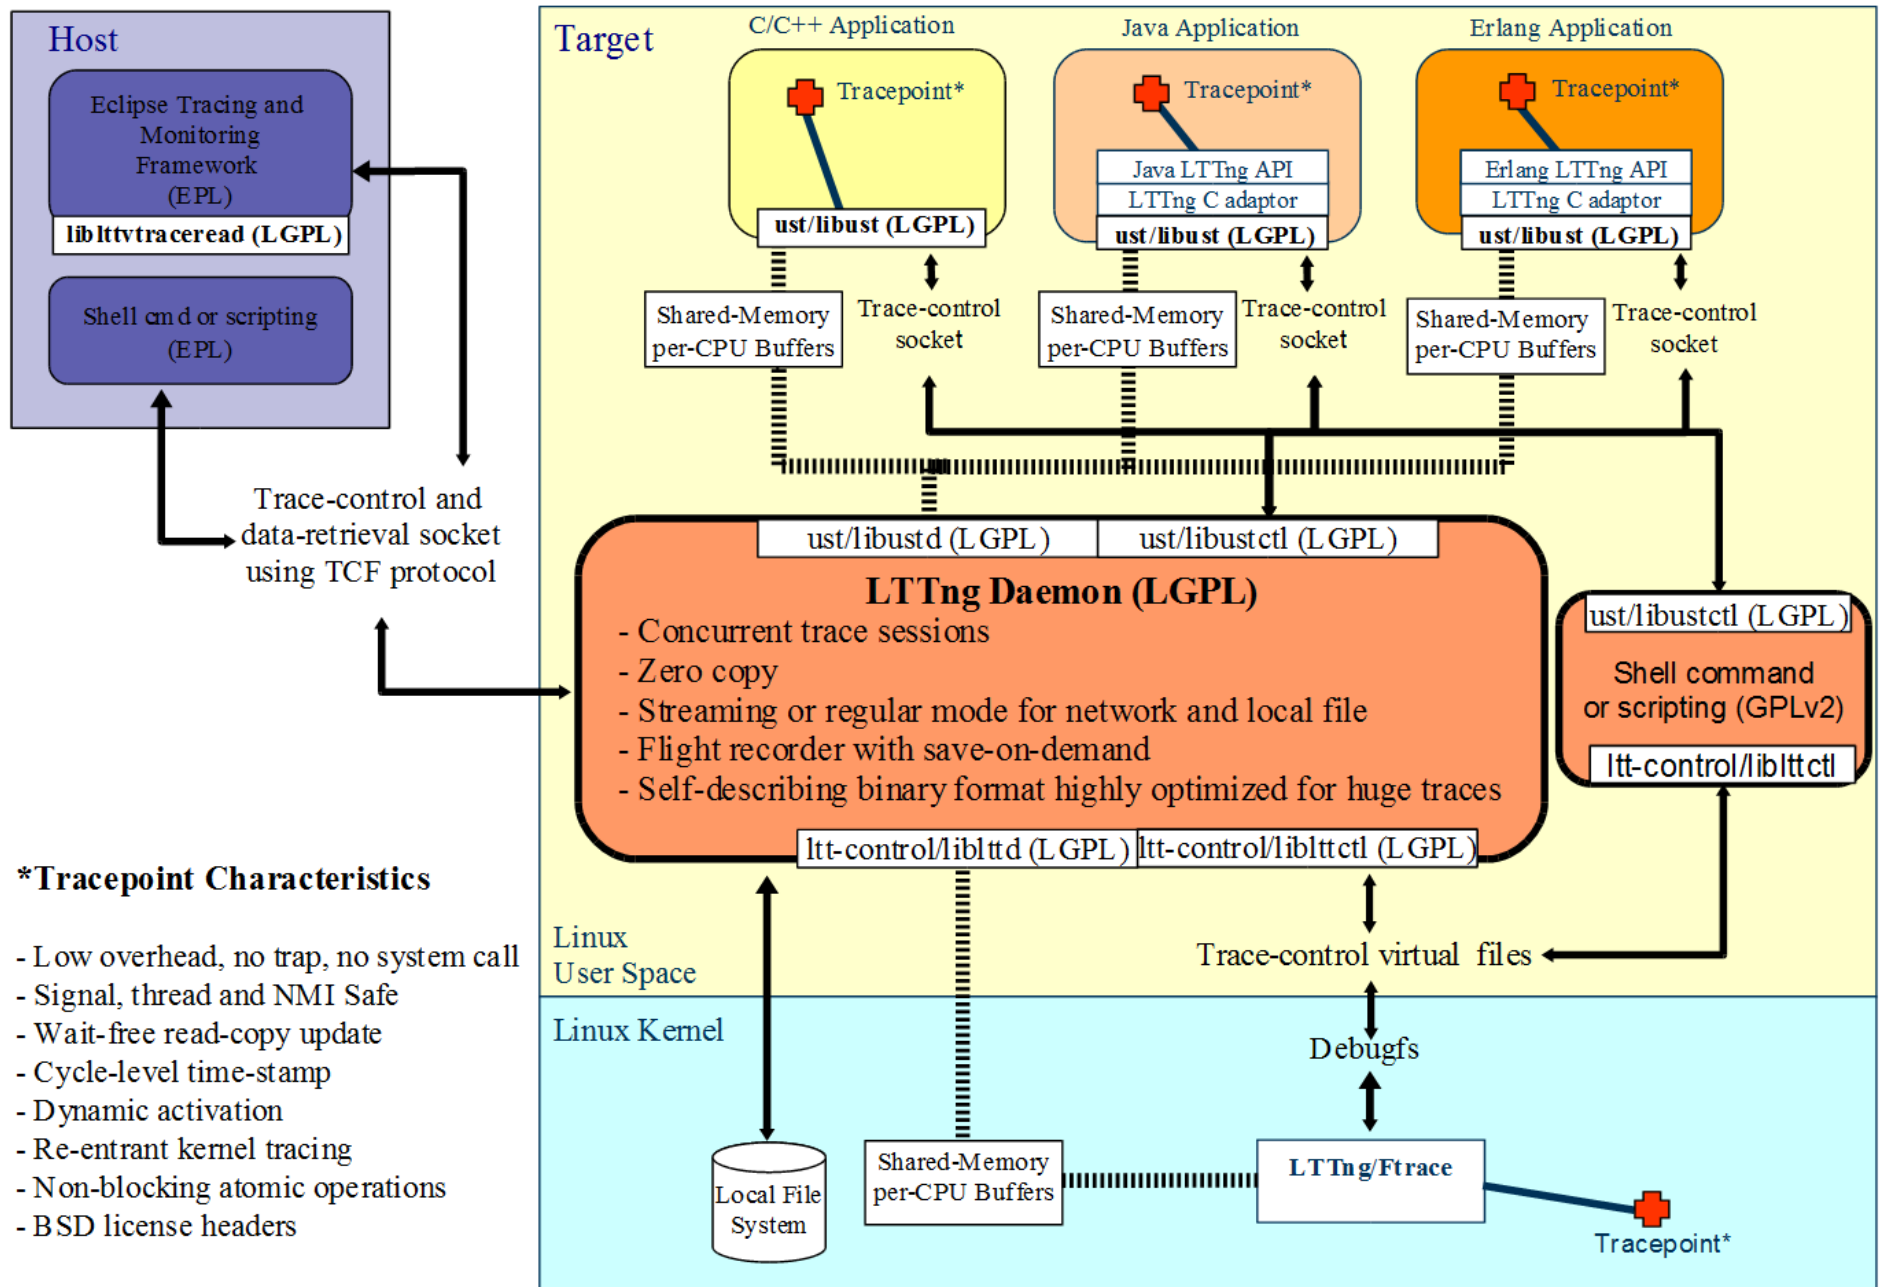 Host
Eclipse Tracing and
Monitoring
Framework
(EPL)
liblttvtraceread (LGPL)
Shell cmd or scripting
(EPL)
Trace-control and
data-retrieval socket
using TCF protocol
*Tracepoint Characteristics
- Low overhead, no trap, no system call
- Signal, thread and NMI Safe
- Wait-free read-copy update
- Cycle-level time-stamp
- Dynamic activation
- Re-entrant kernel tracing
- Non-blocking atomic operations
- BSD license headers
Target
C/C++ Application
Tracepoint*
ust/libust (LGPL)
Shared-Memory
per-CPU Buffers
Trace-control
socket
Java Application
Tracepoint*
Java LTTng API
LTTng C adaptor
ust/libust (LGPL)
Shared-Memory
per-CPU Buffers
Trace-control
socket
Erlang Application
Tracepoint*
Erlang LTTng API
LTTng C adaptor
ust/libust (LGPL)
Shared-Memory
per-CPU Buffers
Trace-control
socket
ust/libustd (LGPL)
ust/libustctl (LGPL)
LTTng Daemon (LGPL)
- Concurrent trace sessions
- Zero copy
- Streaming or regular mode for network and local file
- Flight recorder with save-on-demand
- Self-describing binary format highly optimized for huge traces
ltt-control/liblttd (LGPL)
ltt-control/liblttctl (LGPL)
ust/libustctl (LGPL)
Shell command
or scripting (GPLv2)
ltt-control/liblttctl
Linux
User Space
Trace-control virtual files
Linux Kernel
Debugfs
Local File
System
Shared-Memory
per-CPU Buffers
LTTng/Ftrace
Tracepoint*